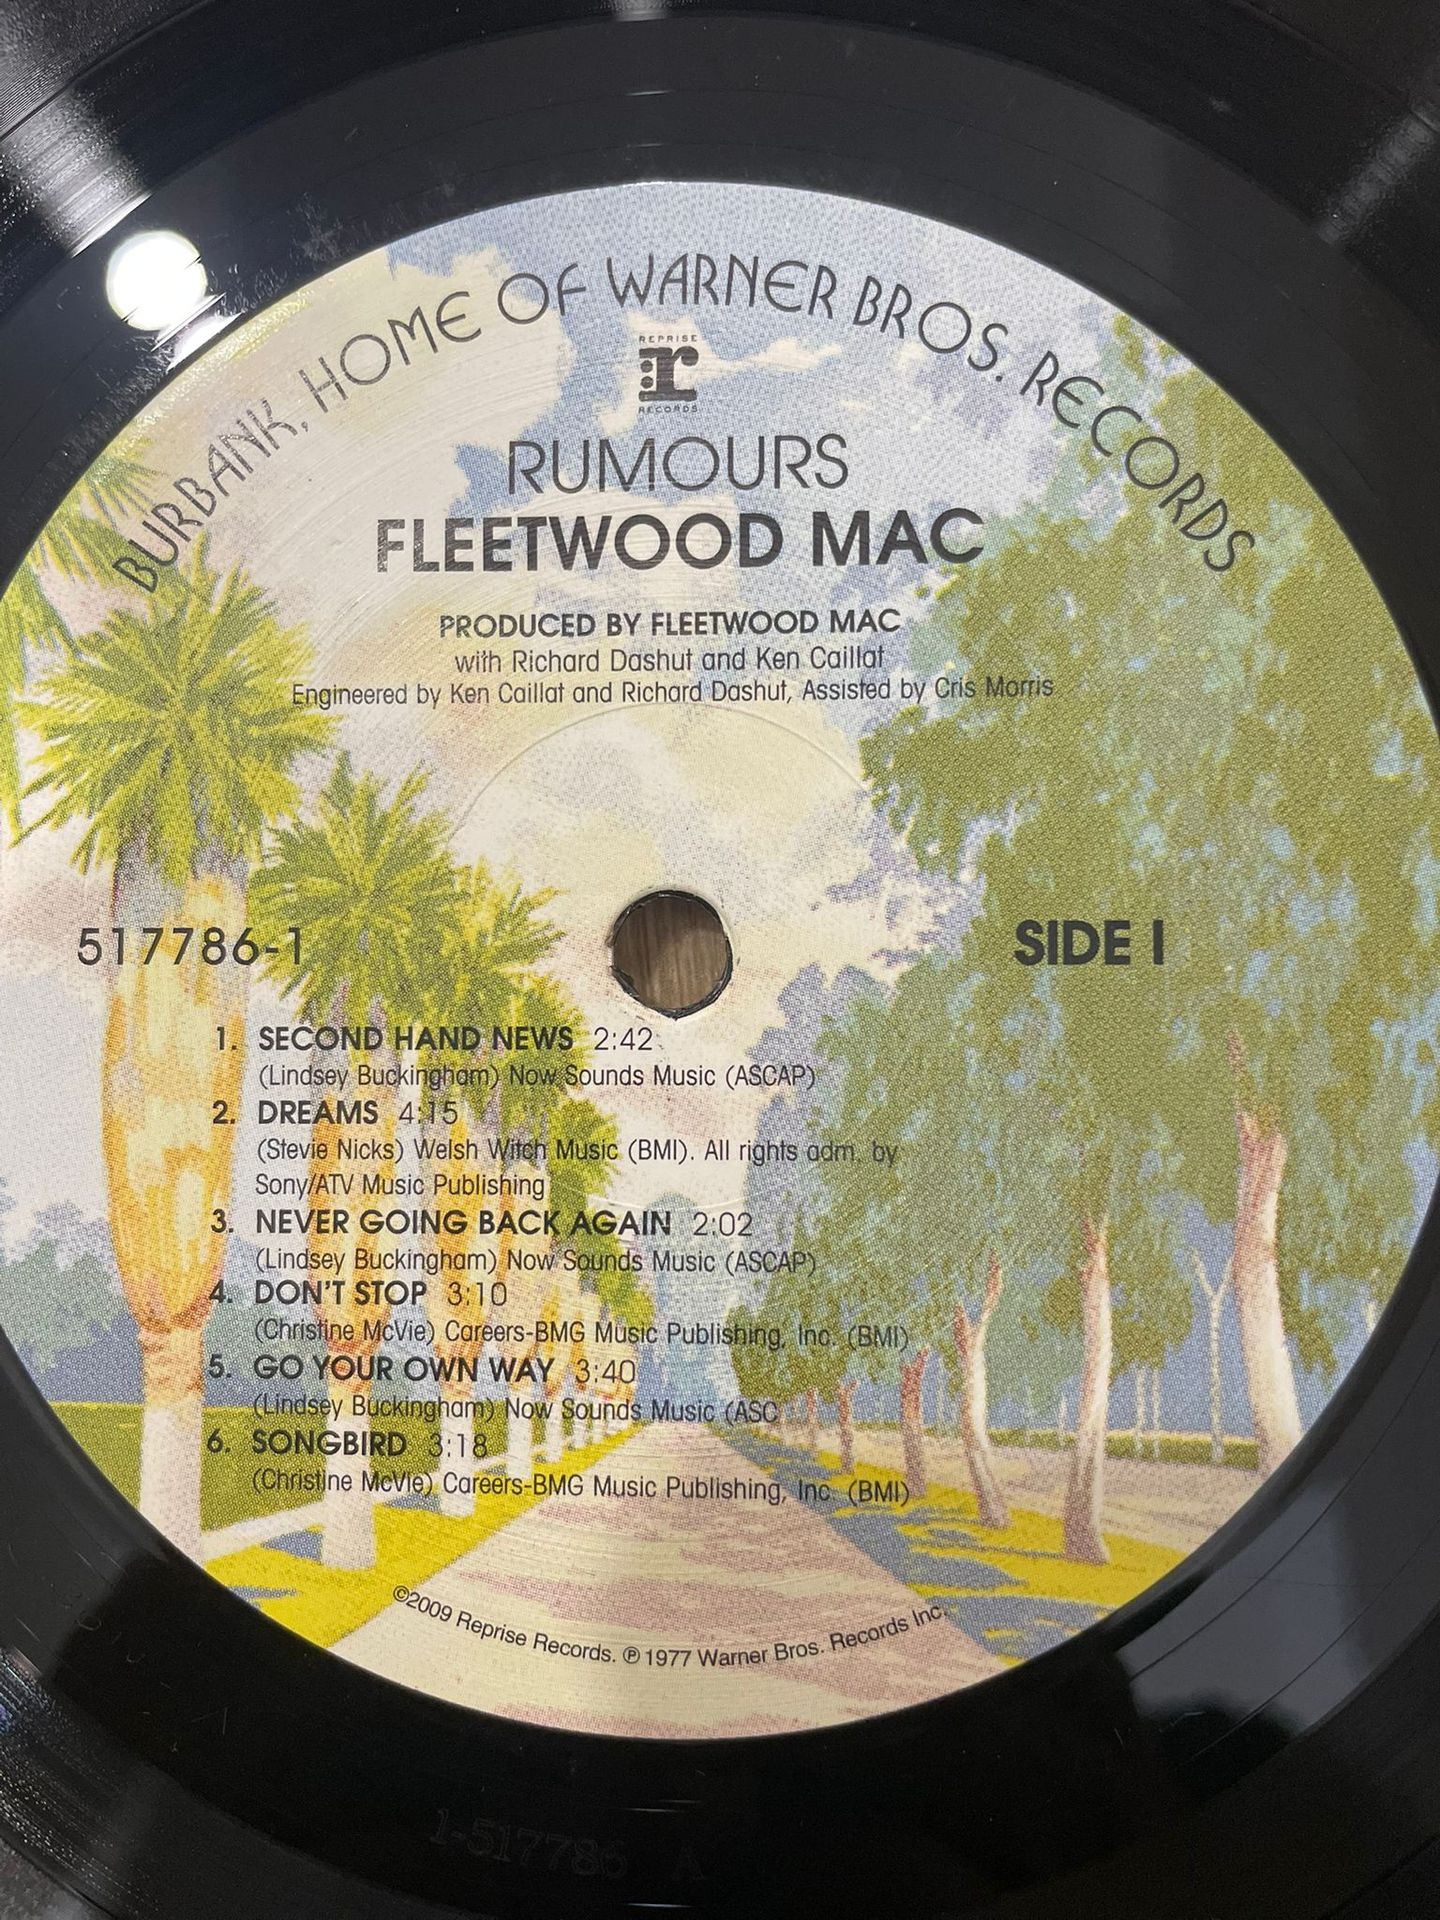 BURBANK, HOME OF WARNER BROS. RECORDS
REPRISE
r
RECORDS
RUMOURS
FLEETWOOD MAC
PRODUCED BY FLEETWOOD MAC
with Richard Dashut and Ken Caillat
Engineered by Ken Caillat and Richard Dashut, Assisted by Cris Morris
517786-1
SIDE I
1. SECOND HAND NEWS 2:42
(Lindsey Buckingham) Now Sounds Music (ASCAP)
2. DREAMS 4:15
(Stevie Nicks) Welsh Witch Music (BMI). All rights adm. by
Sony/ATV Music Publishing
3. NEVER GOING BACK AGAIN 2:02
(Lindsey Buckingham) Now Sounds Music (ASCAP)
4. DON'T STOP 3:10
(Christine McVie) Careers-BMG Music Publishing, Inc. (BMI)
5. GO YOUR OWN WAY 3:40
(Lindsey Buckingham) Now Sounds Music (ASC
6. SONGBIRD 3:18
(Christine McVie) Careers-BMG Music Publishing, Inc. (BMI)
©2009 Reprise Records. ℗ 1977 Warner Bros. Records Inc.
1-517786 A